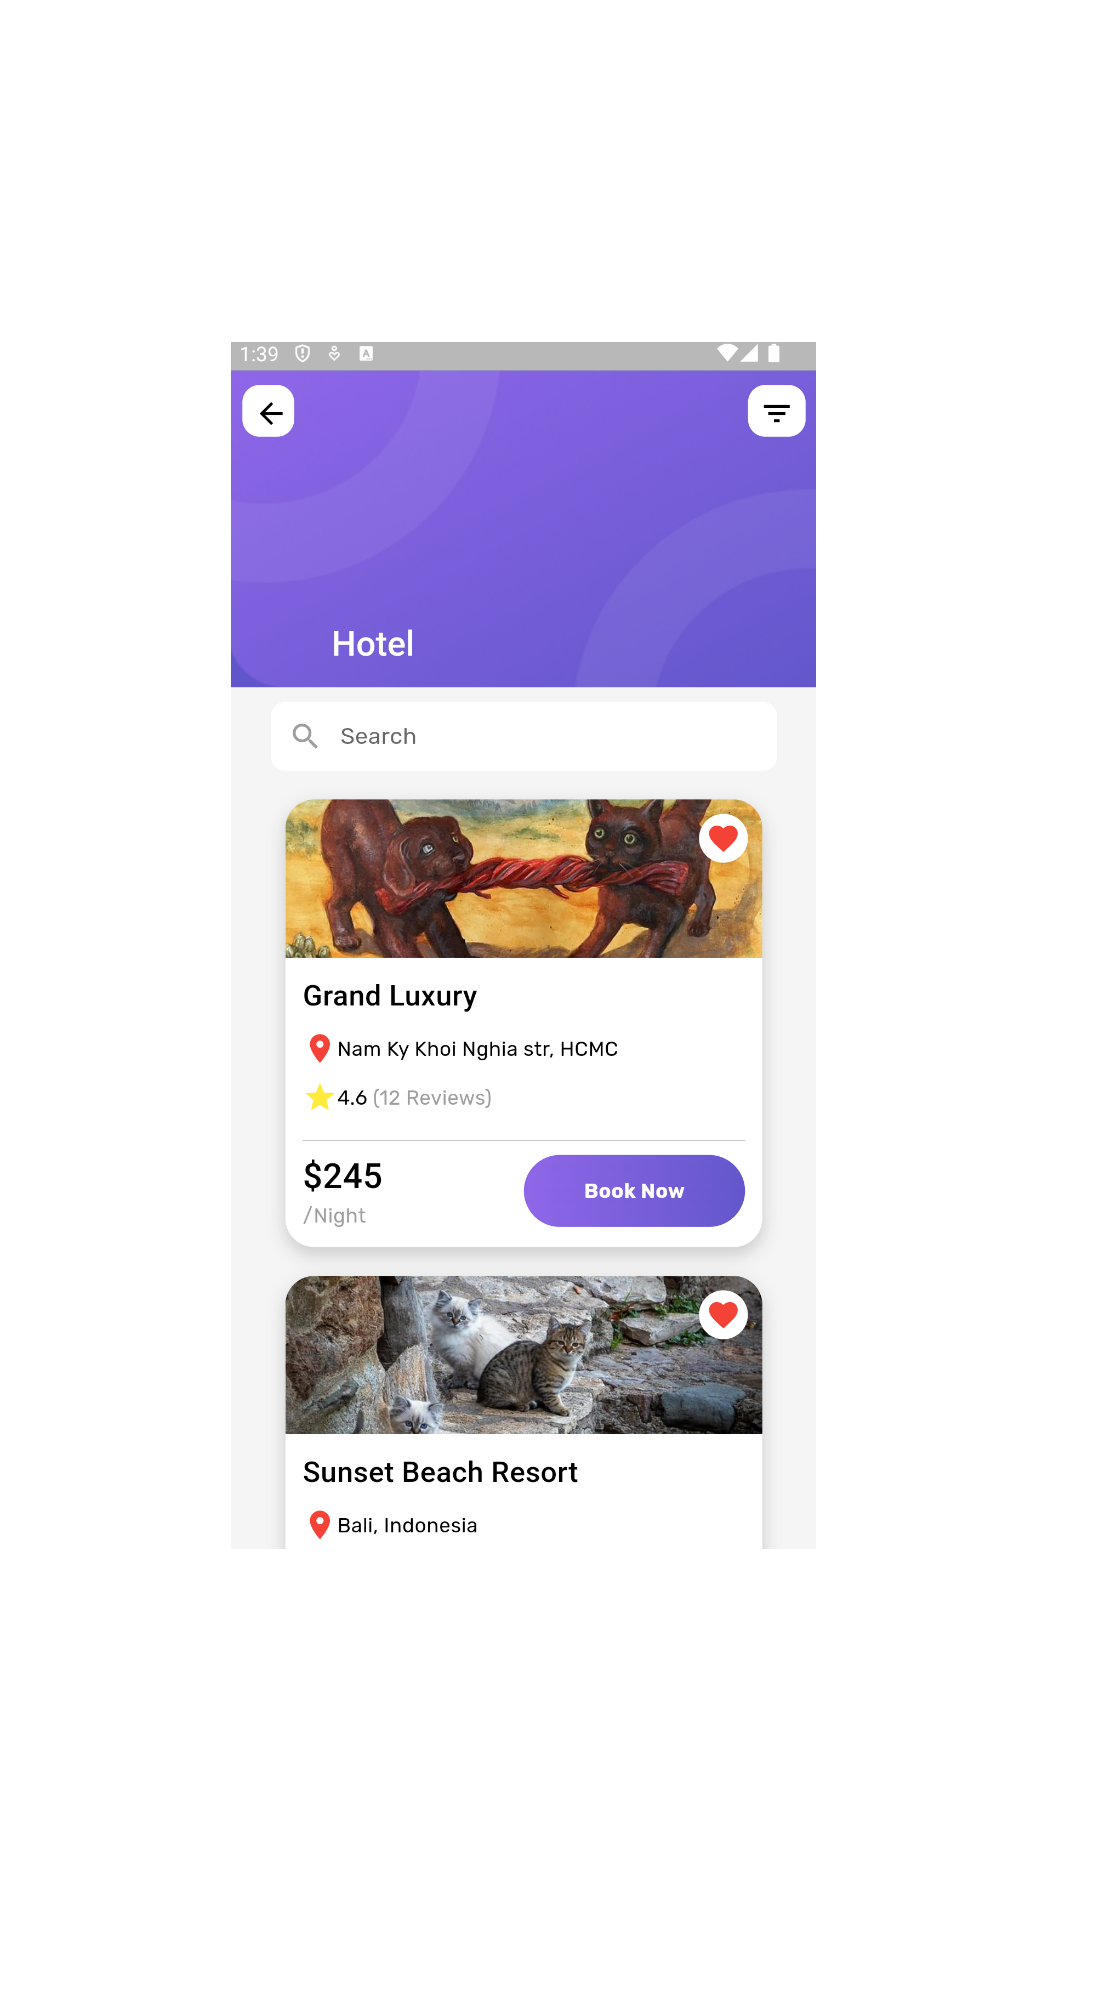 1:39
Hotel
Search
Grand Luxury
Nam Ky Khoi Nghia str, HCMC
4.6 (12 Reviews)
$245
/Night
Book Now
Sunset Beach Resort
Bali, Indonesia